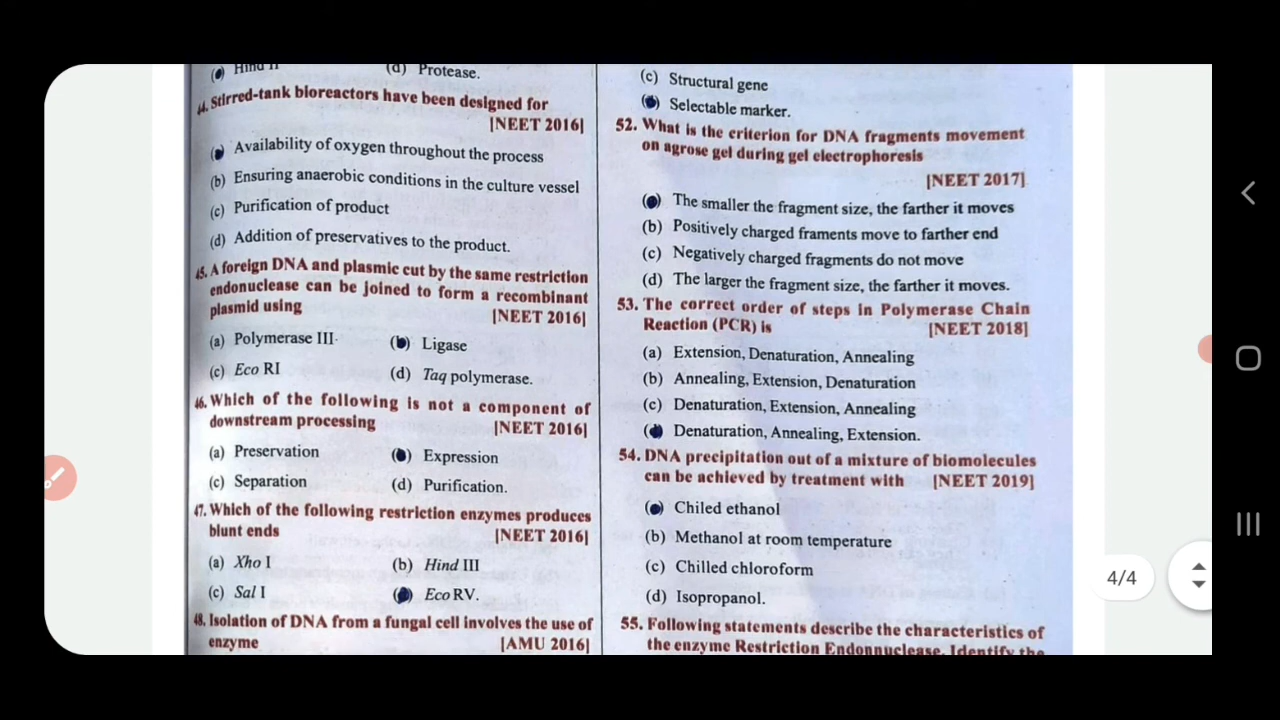 (a) Hind II (d) Protease.
44. Stirred-tank bioreactors have been designed for
[NEET 2016]
(a) Availability of oxygen throughout the process
(b) Ensuring anaerobic conditions in the culture vessel
(c) Purification of product
(d) Addition of preservatives to the product.
45. A foreign DNA and plasmic cut by the same restriction
endonuclease can be joined to form a recombinant
plasmid using [NEET 2016]
(a) Polymerase III (b) Ligase
(c) Eco RI (d) Taq polymerase.
46. Which of the following is not a component of
downstream processing [NEET 2016]
(a) Preservation (b) Expression
(c) Separation (d) Purification.
47. Which of the following restriction enzymes produces
blunt ends [NEET 2016]
(a) Xho I (b) Hind III
(c) Sal I (d) Eco RV.
48. Isolation of DNA from a fungal cell involves the use of
enzyme [AMU 2016]
(c) Structural gene
(d) Selectable marker.
52. What is the criterion for DNA fragments movement
on agrose gel during gel electrophoresis
[NEET 2017]
(a) The smaller the fragment size, the farther it moves
(b) Positively charged framents move to farther end
(c) Negatively charged fragments do not move
(d) The larger the fragment size, the farther it moves.
53. The correct order of steps in Polymerase Chain
Reaction (PCR) is [NEET 2018]
(a) Extension, Denaturation, Annealing
(b) Annealing, Extension, Denaturation
(c) Denaturation, Extension, Annealing
(d) Denaturation, Annealing, Extension.
54. DNA precipitation out of a mixture of biomolecules
can be achieved by treatment with [NEET 2019]
(a) Chiled ethanol
(b) Methanol at room temperature
(c) Chilled chloroform
(d) Isopropanol.
55. Following statements describe the characteristics of
the enzyme Restriction Endonnuclease. Identify the
4/4